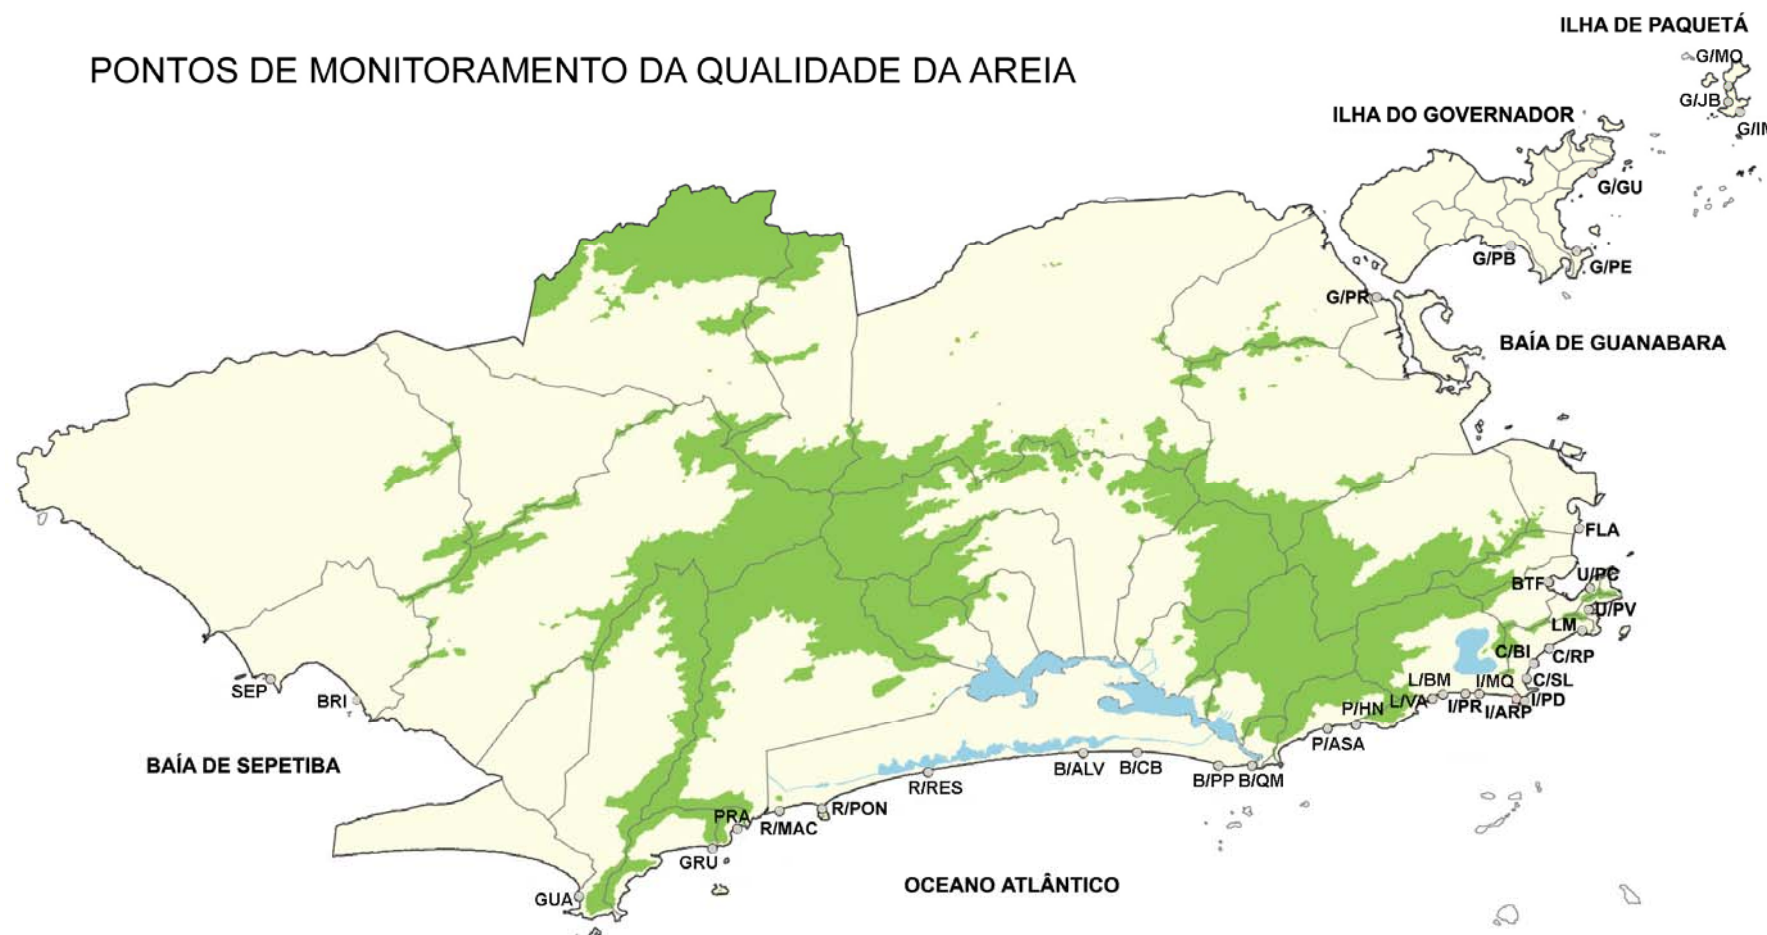 ILHA DE PAQUETÁ
G/MO
PONTOS DE MONITORAMENTO DA QUALIDADE DA AREIA
G/JB
ILHA DO GOVERNADOR
G/GU
G/PB
G/PE
G/PR
BAÍA DE GUANABARA
FLA
BTF
U/PC
U/PV
LM
C/BI
C/RP
C/SL
L/BM
I/MQ
SEP
BRI
L/VA
I/PR
I/ARP
I/PD
P/HN
P/ASA
BAÍA DE SEPETIBA
B/ALV
B/CB
B/PP
B/QM
R/RES
PRA
R/MAC
R/PON
GRU
OCEANO ATLÂNTICO
GUA